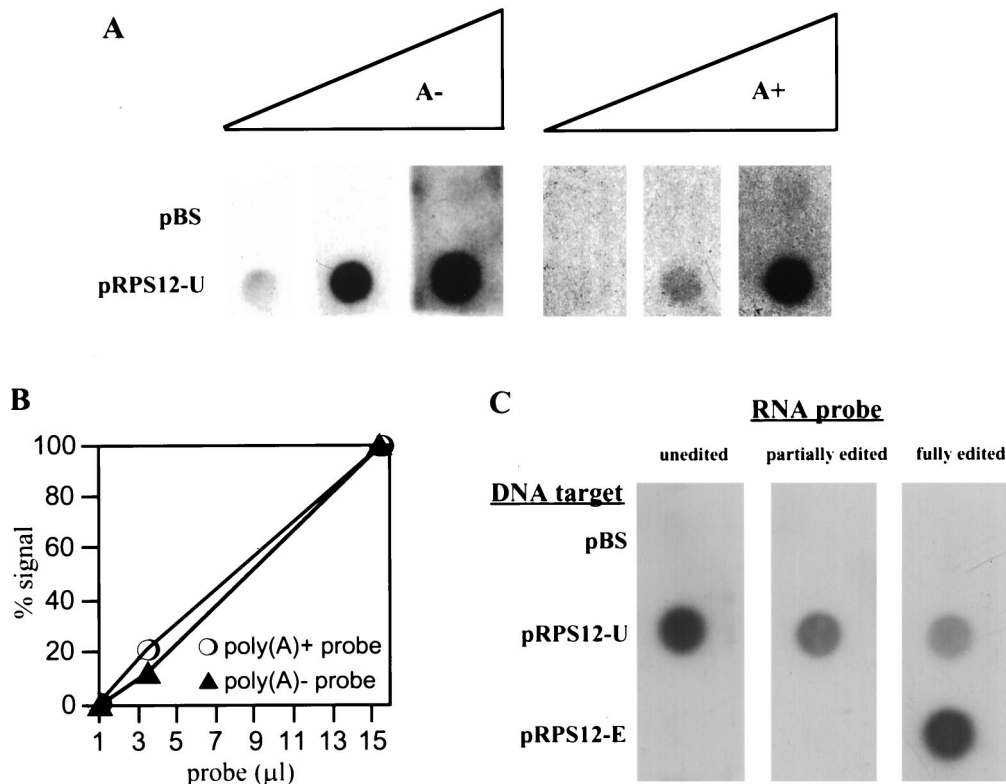 A
A-
A+
pBS
pRPS12-U
B
100
80
60
40
20
0
% signal
poly(A)+ probe
poly(A)- probe
1 3 5 7 9 11 13 15
probe (µl)
C
RNA probe
unedited partially edited fully edited
DNA target
pBS
pRPS12-U
pRPS12-E